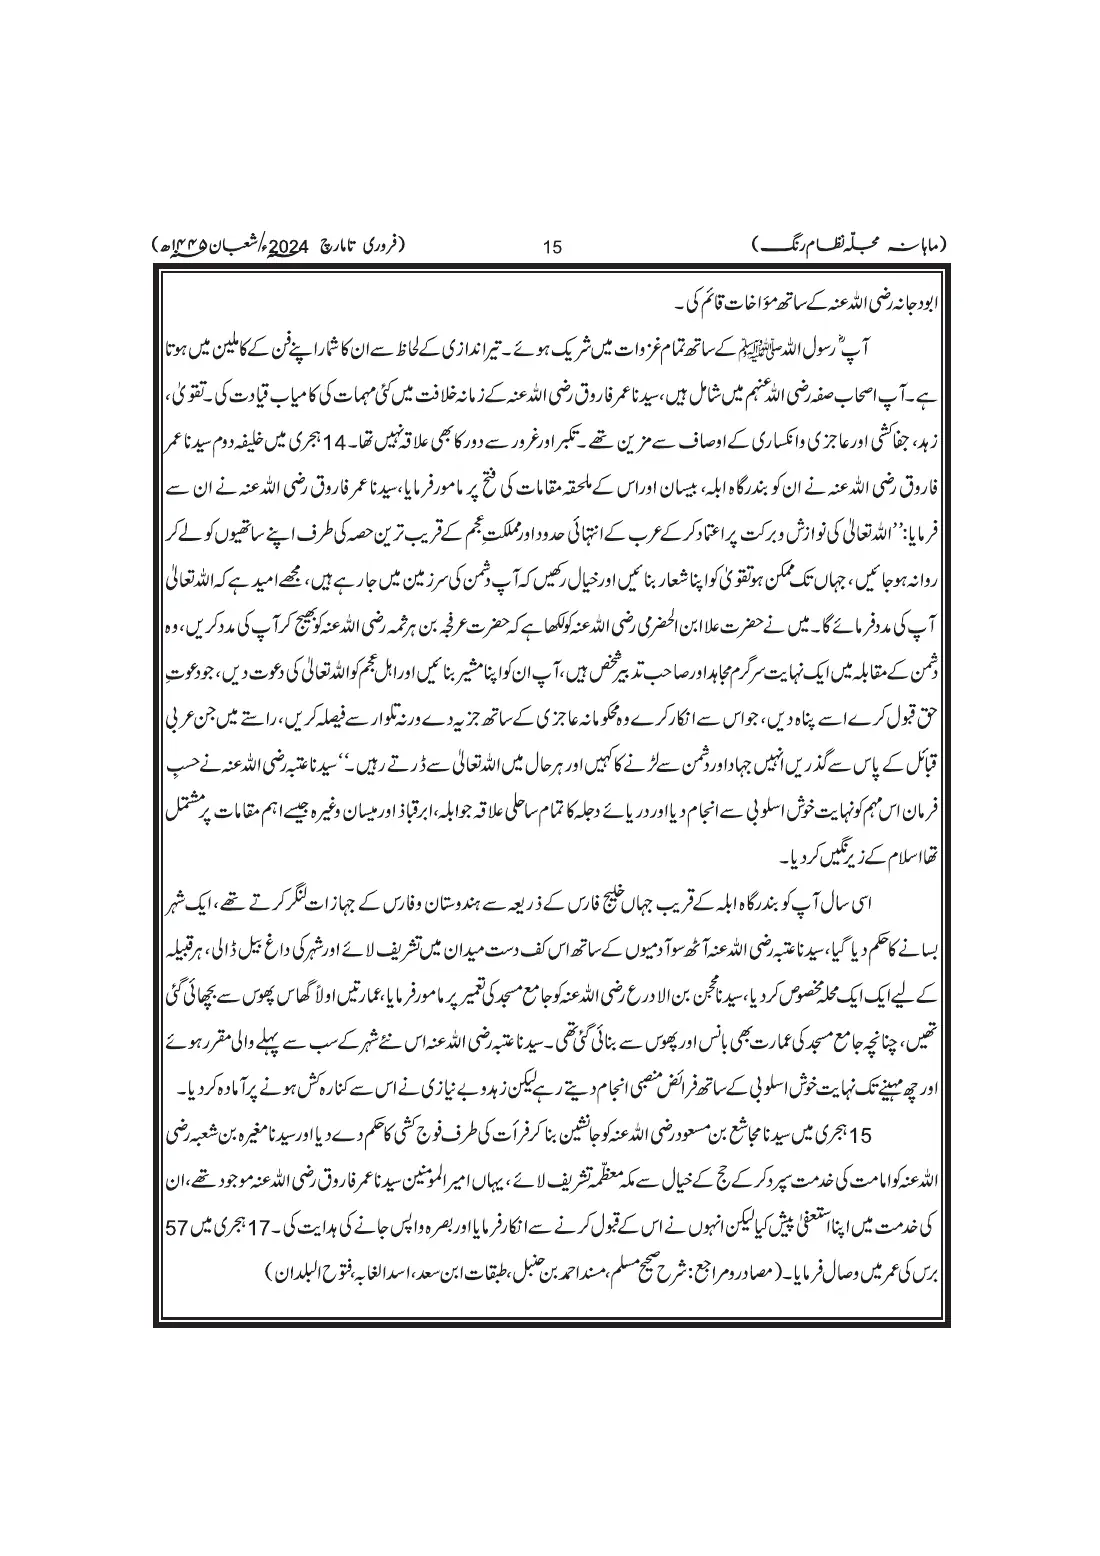 (ماہانہ مجلّہ نظام رنگ) 15 (فروری تا مارچ 2024ء/شعبان ۱۴۴۵ھ)
ابودجانہ رضی اللہ عنہ کے ساتھ مؤاخات قائم کی۔
آپؓ رسول اللہ ﷺ کے ساتھ تمام غزوات میں شریک ہوئے۔ تیر اندازی کے لحاظ سے ان کا شمار اپنے فن کے کاملین میں ہوتا
ہے۔ آپ اصحاب صفہ رضی اللہ عنہم میں شامل ہیں، سیدنا عمر فاروق رضی اللہ عنہ کے زمانہ خلافت میں کئی مہمات کی کامیاب قیادت کی۔ تقویٰ،
زہد، جفاکشی اور عاجزی وانکساری کے اوصاف سے مزین تھے۔ تکبر اور غرور سے دور کا بھی علاقہ نہیں تھا۔ 14 ہجری میں خلیفہ دوم سیدنا عمر
فاروق رضی اللہ عنہ نے ان کو بندرگاہ ابلہ، بیسان اور اس کے ملحقہ مقامات کی فتح پر مامور فرمایا، سیدنا عمر فاروق رضی اللہ عنہ نے ان سے
فرمایا: ’’اللہ تعالیٰ کی نوازش و برکت پر اعتماد کرکے عرب کے انتہائی حدود اور مملکتِ عجم کے قریب ترین حصہ کی طرف اپنے ساتھیوں کو لے کر
روانہ ہو جائیں، جہاں تک ممکن ہو تقویٰ کو اپنا شعار بنائیں اور خیال رکھیں کہ آپ دشمن کی سرزمین میں جا رہے ہیں، مجھے امید ہے کہ اللہ تعالیٰ
آپ کی مدد فرمائے گا۔ میں نے حضرت علا ابن الحضرمی رضی اللہ عنہ کو لکھا ہے کہ حضرت عرفجہ بن ہرثمہ رضی اللہ عنہ کو بھیج کر آپ کی مدد کریں، وہ
دشمن کے مقابلہ میں ایک نہایت سرگرم مجاہد اور صاحب تدبیر شخص ہیں، آپ ان کو اپنا مشیر بنائیں اور اہل عجم کو اللہ تعالیٰ کی دعوت دیں، جو دعوتِ
حق قبول کرے اسے پناہ دیں، جو اس سے انکار کرے وہ محکومانہ عاجزی کے ساتھ جزیہ دے ورنہ تلوار سے فیصلہ کریں، راستے میں جن عربی
قبائل کے پاس سے گذریں انہیں جہاد اور دشمن سے لڑنے کا کہیں اور ہر حال میں اللہ تعالیٰ سے ڈرتے رہیں۔‘‘ سیدنا عتبہ رضی اللہ عنہ نے حسبِ
فرمان اس مہم کو نہایت خوش اسلوبی سے انجام دیا اور دریائے دجلہ کا تمام ساحلی علاقہ جو ابلہ، ابرقباذ اور میسان وغیرہ جیسے اہم مقامات پر مشتمل
تھا اسلام کے زیرنگیں کر دیا۔
اسی سال آپ کو بندرگاہ ابلہ کے قریب جہاں خلیج فارس کے ذریعہ سے ہندوستان وفارس کے جہازات لنگر کرتے تھے، ایک شہر
بسانے کا حکم دیا گیا، سیدنا عتبہ رضی اللہ عنہ آٹھ سو آدمیوں کے ساتھ اس کف دست میدان میں تشریف لائے اور شہر کی داغ بیل ڈالی، ہر قبیلہ
کے لیے ایک ایک محلہ مخصوص کر دیا، سیدنا محجن بن الادرع رضی اللہ عنہ کو جامع مسجد کی تعمیر پر مامور فرمایا، عمارتیں اولاً گھاس پھوس سے بچھائی گئی
تھیں، چنانچہ جامع مسجد کی عمارت بھی بانس اور پھوس سے بنائی گئی تھی۔ سیدنا عتبہ رضی اللہ عنہ اس نئے شہر کے سب سے پہلے والی مقرر ہوئے
اور چھ مہینے تک نہایت خوش اسلوبی کے ساتھ فرائض منصبی انجام دیتے رہے لیکن زہد و بے نیازی نے اس سے کنارہ کش ہونے پر آمادہ کر دیا۔
15 ہجری میں سیدنا مجاشع بن مسعود رضی اللہ عنہ کو جانشین بنا کر فرأت کی طرف فوج کشی کا حکم دے دیا اور سیدنا مغیرہ بن شعبہ رضی
اللہ عنہ کو امامت کی خدمت سپرد کرکے حج کے خیال سے مکہ معظّمہ تشریف لائے، یہاں امیر المومنین سیدنا عمر فاروق رضی اللہ عنہ موجود تھے، ان
کی خدمت میں اپنا استعفیٰ پیش کیا لیکن انہوں نے اس کے قبول کرنے سے انکار فرمایا اور بصرہ واپس جانے کی ہدایت کی۔ 17 ہجری میں 57
برس کی عمر میں وصال فرمایا۔ (مصادر و مراجع: شرح صحیح مسلم، مسند احمد بن حنبل، طبقات ابن سعد، اسد الغابہ، فتوح البلدان)